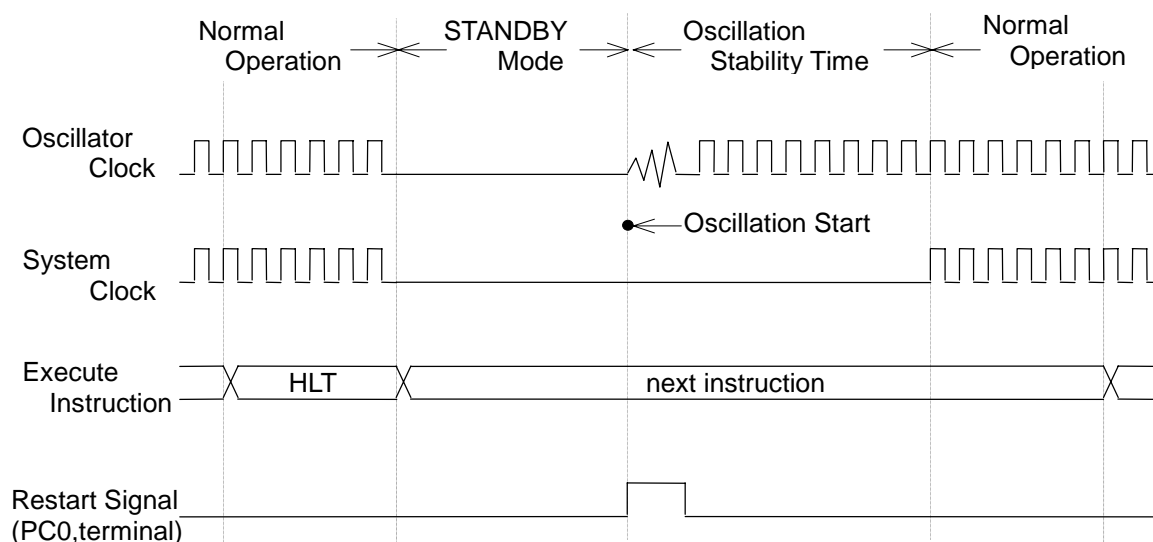 Normal
Operation
STANDBY
Mode
Oscillation
Stability Time
Normal
Operation
Oscillator
Clock
Oscillation Start
System
Clock
Execute
Instruction
HLT
next instruction
Restart Signal
(PC0,terminal)